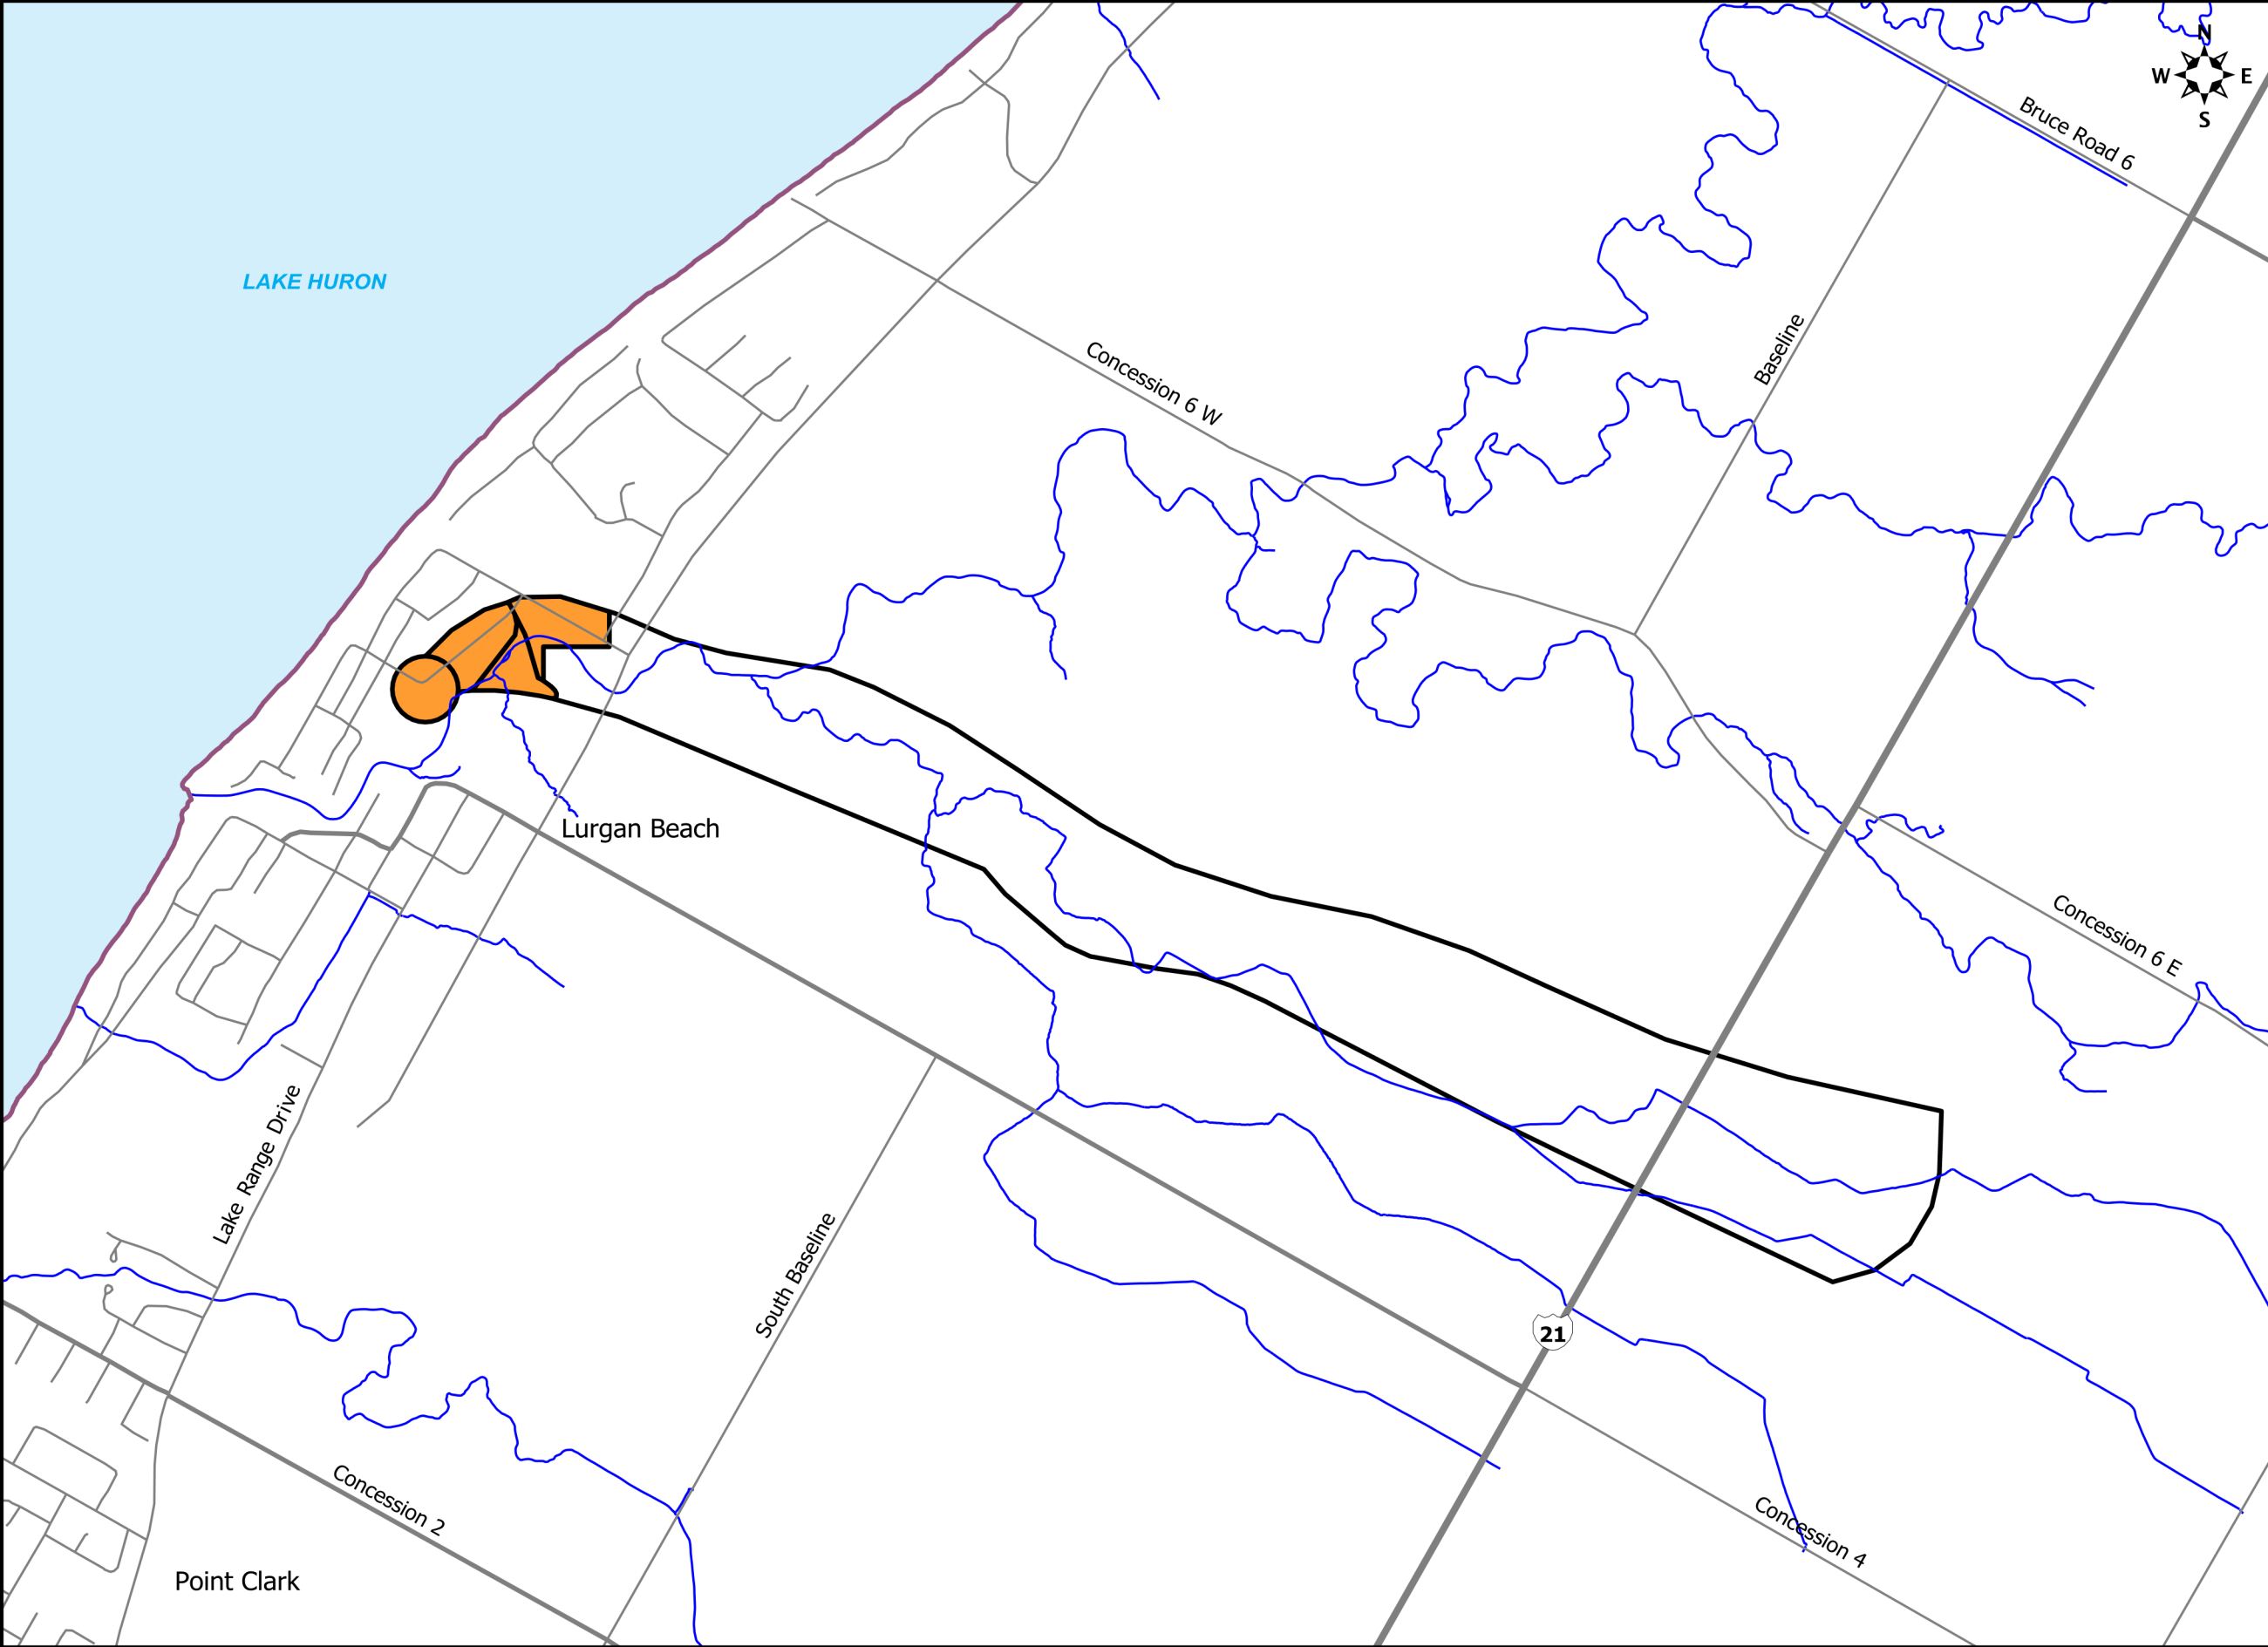 N
W E
S
Bruce Road 6
LAKE HURON
Baseline
Concession 6 W
Lurgan Beach
Concession 6 E
Lake Range Drive
South Baseline
21
Concession 2
Concession 4
Point Clark